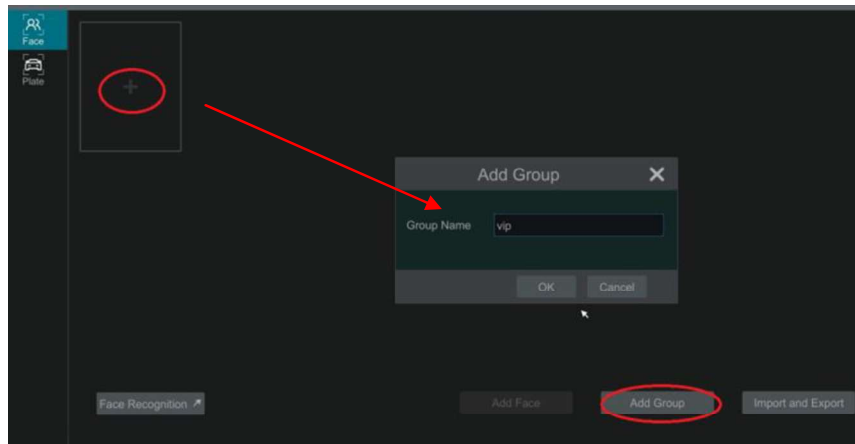 Face
Plate
+
Add Group
Group Name vip
OK Cancel
Face Recognition Add Face Add Group Import and Export